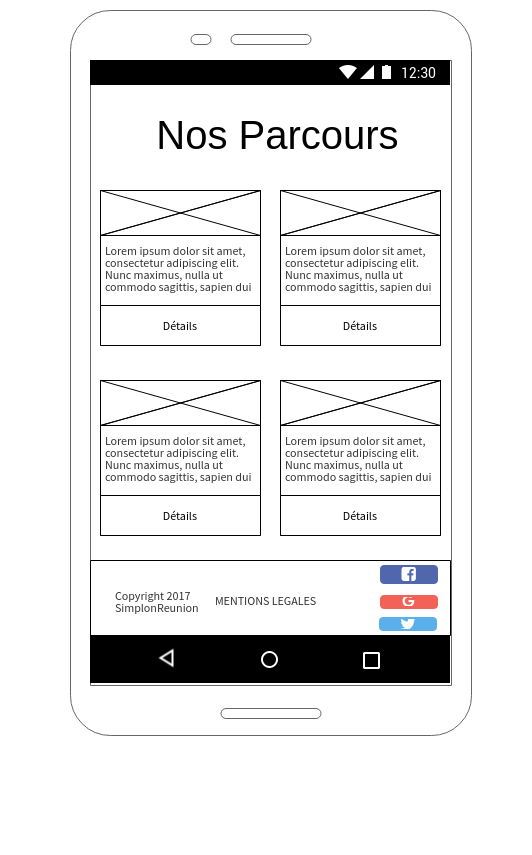 12:30
Nos Parcours
Lorem ipsum dolor sit amet,
consectetur adipiscing elit.
Nunc maximus, nulla ut
commodo sagittis, sapien dui
Détails
Lorem ipsum dolor sit amet,
consectetur adipiscing elit.
Nunc maximus, nulla ut
commodo sagittis, sapien dui
Détails
Lorem ipsum dolor sit amet,
consectetur adipiscing elit.
Nunc maximus, nulla ut
commodo sagittis, sapien dui
Détails
Lorem ipsum dolor sit amet,
consectetur adipiscing elit.
Nunc maximus, nulla ut
commodo sagittis, sapien dui
Détails
Copyright 2017
SimplonReunion
MENTIONS LEGALES